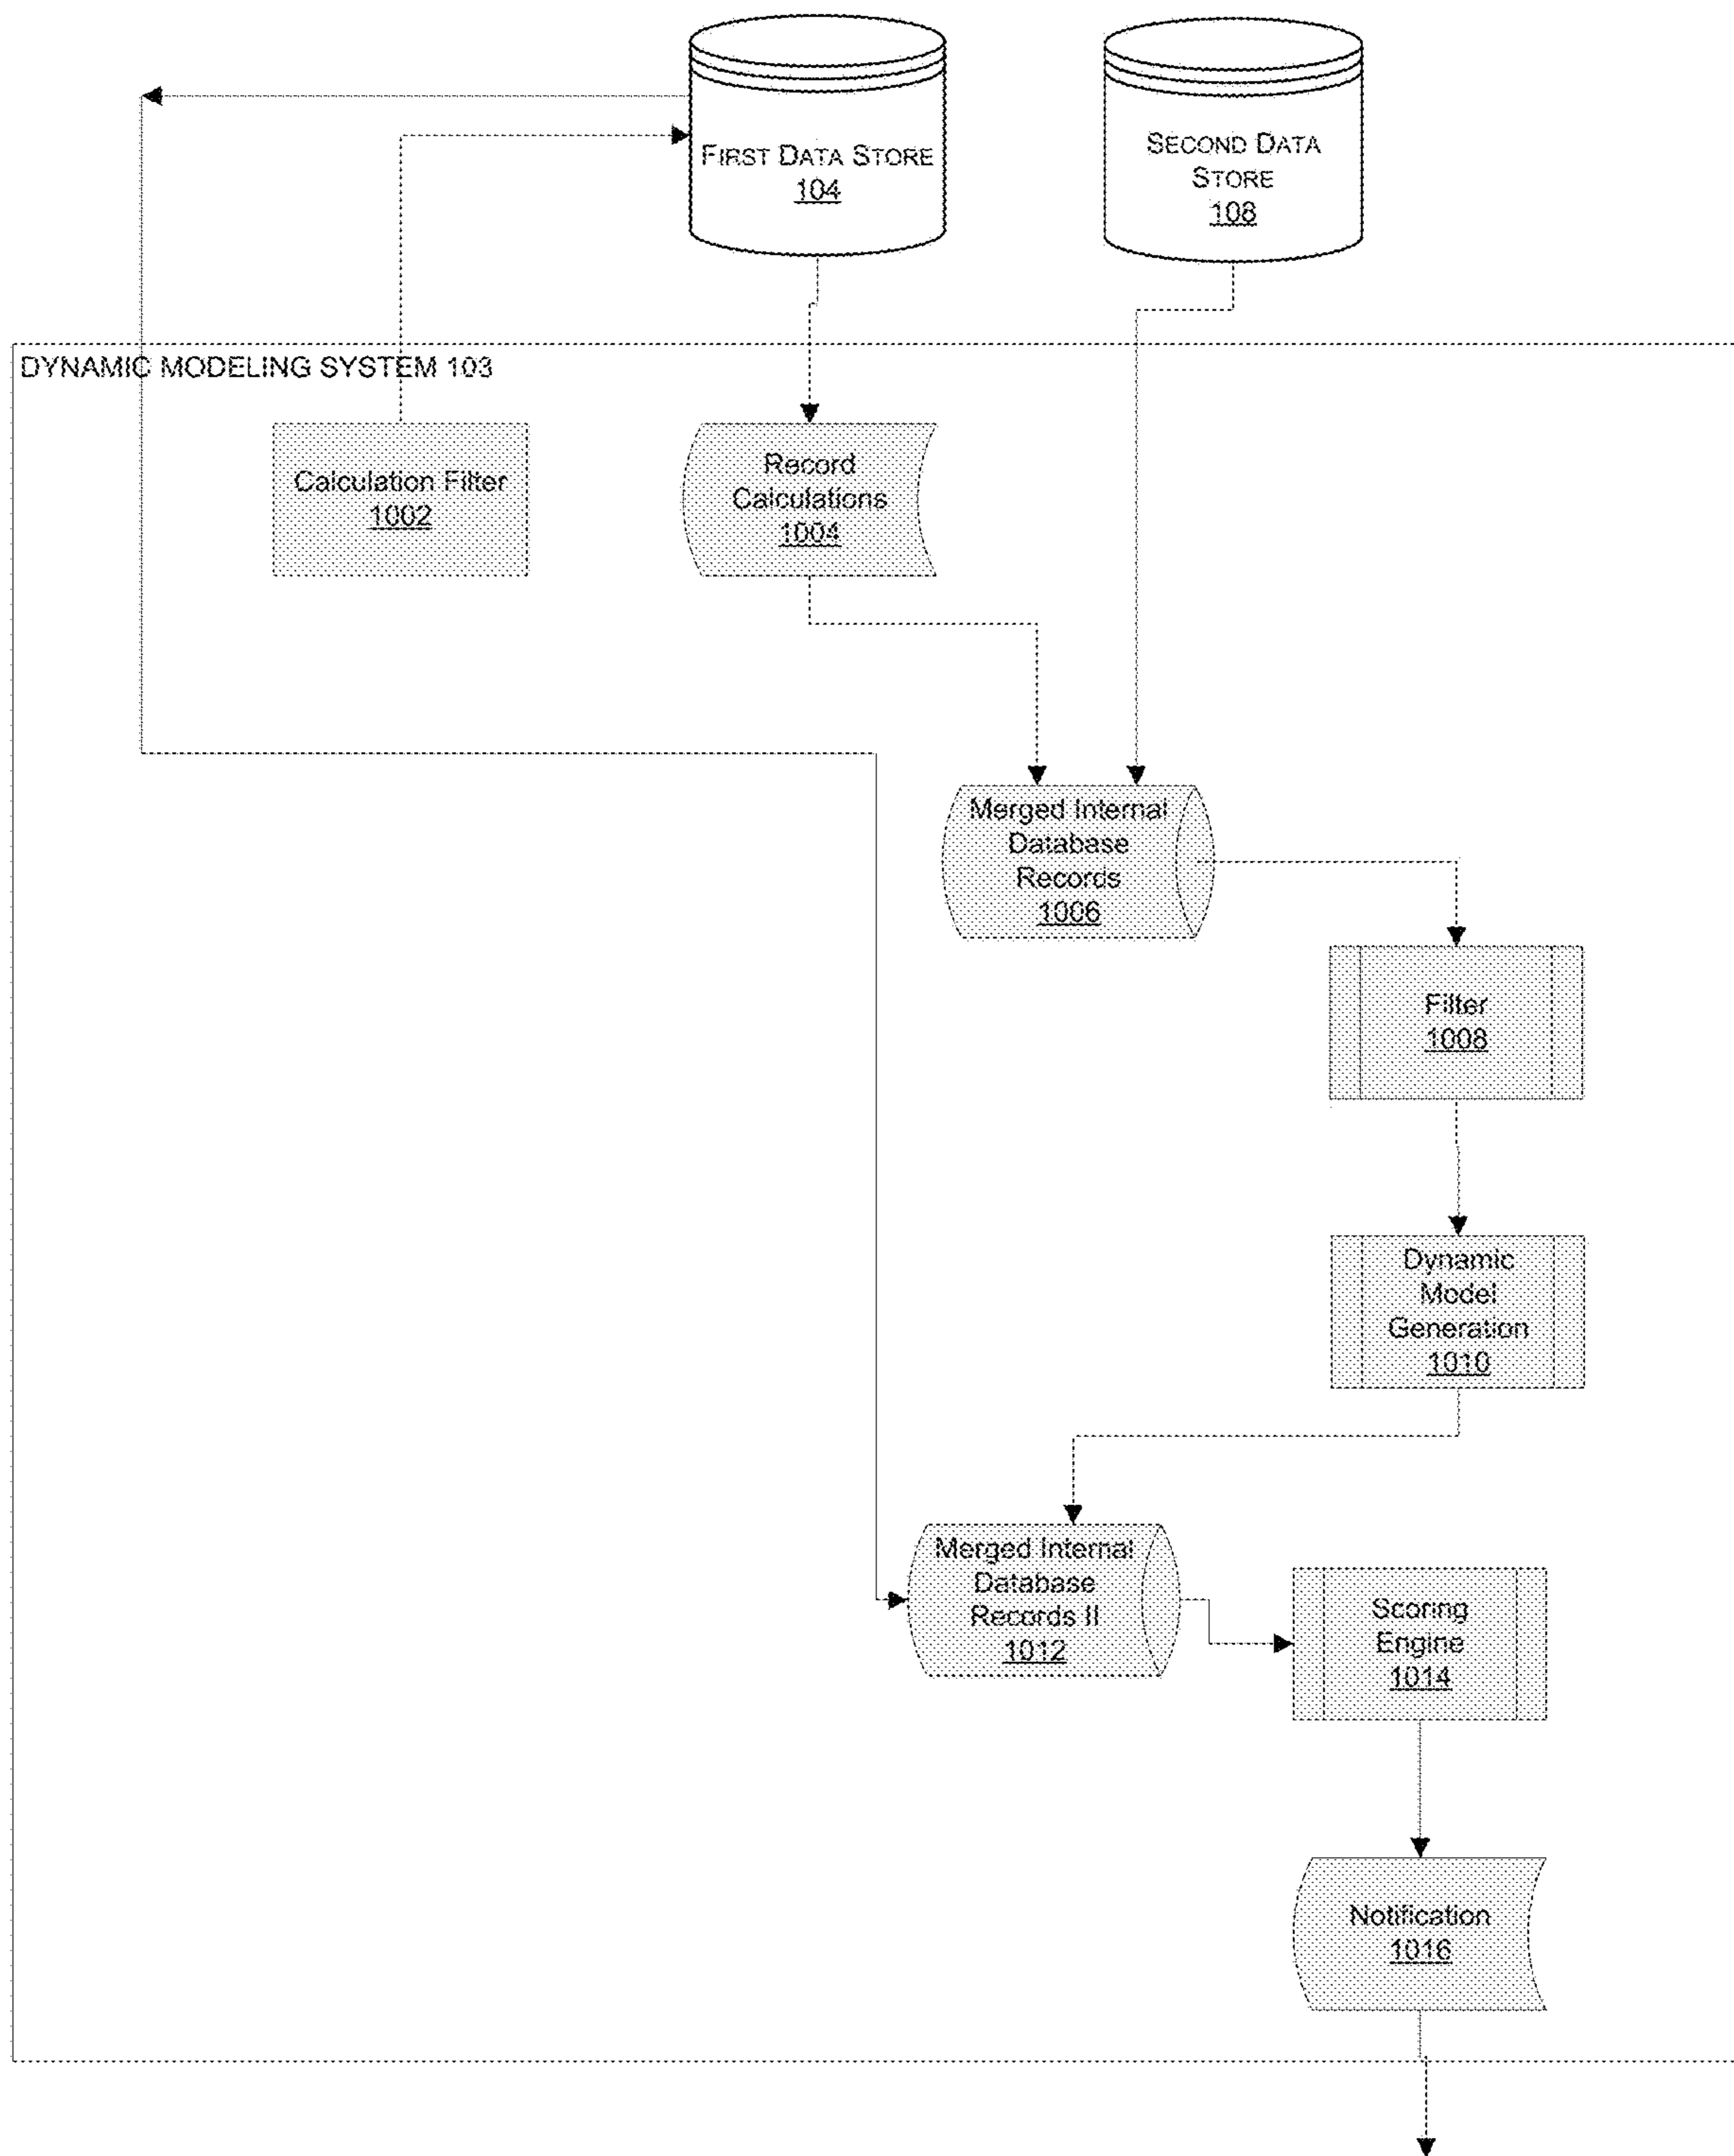 FIRST DATA STORE
104
SECOND DATA
STORE
108
DYNAMIC MODELING SYSTEM 103
Calculation Filter
1002
Record
Calculations
1004
Merged Internal
Database
Records
1006
Filter
1008
Dynamic
Model
Generation
1010
Merged Internal
Database
Records II
1012
Scoring
Engine
1014
Notification
1016